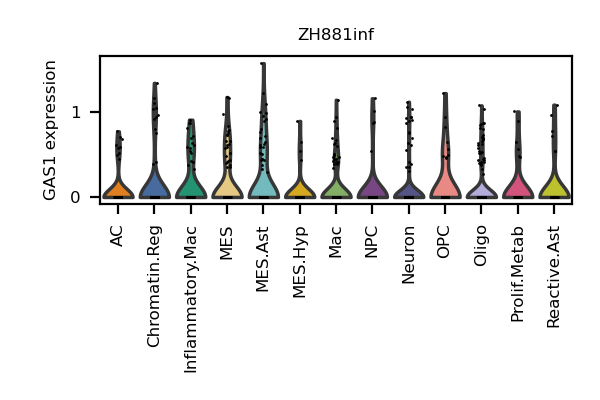 ZH881inf
GAS1 expression
1
0
AC
Chromatin.Reg
Inflammatory.Mac
MES
MES.Ast
MES.Hyp
Mac
NPC
Neuron
OPC
Oligo
Prolif.Metab
Reactive.Ast